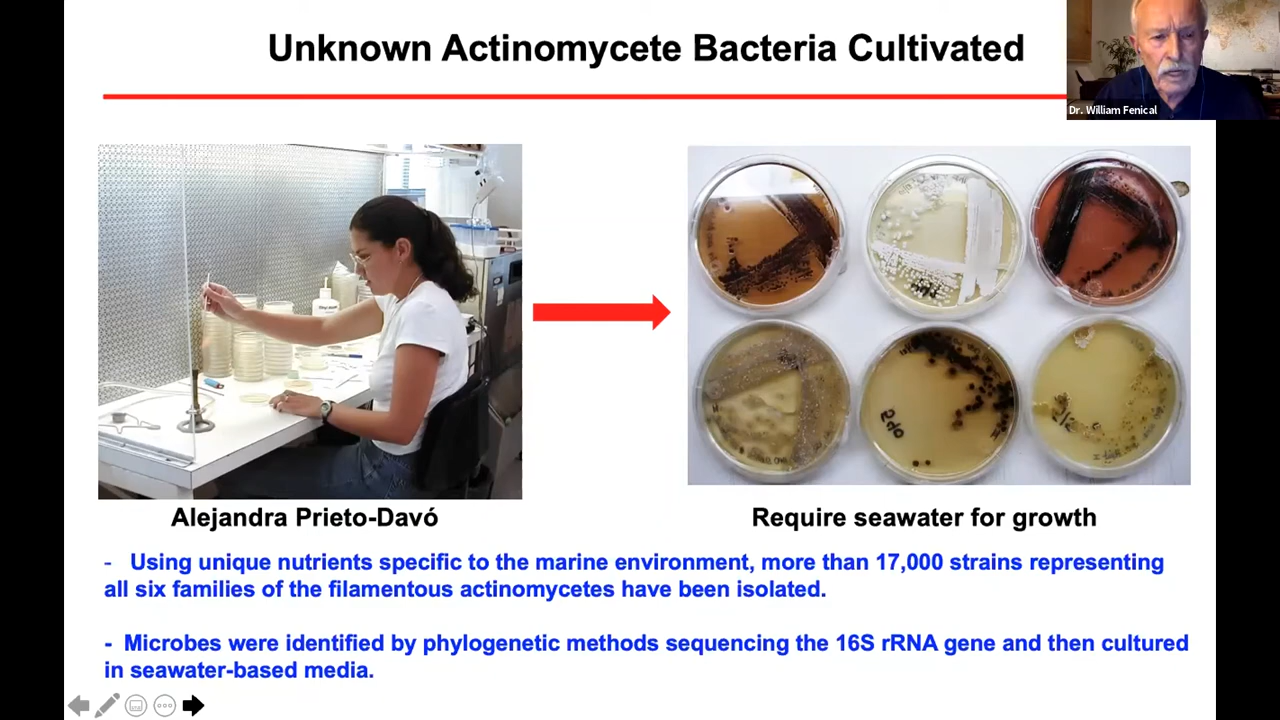 Unknown Actinomycete Bacteria Cultivated
Dr. William Fenical
Alejandra Prieto-Davó
Require seawater for growth
- Using unique nutrients specific to the marine environment, more than 17,000 strains representing
all six families of the filamentous actinomycetes have been isolated.
- Microbes were identified by phylogenetic methods sequencing the 16S rRNA gene and then cultured
in seawater-based media.